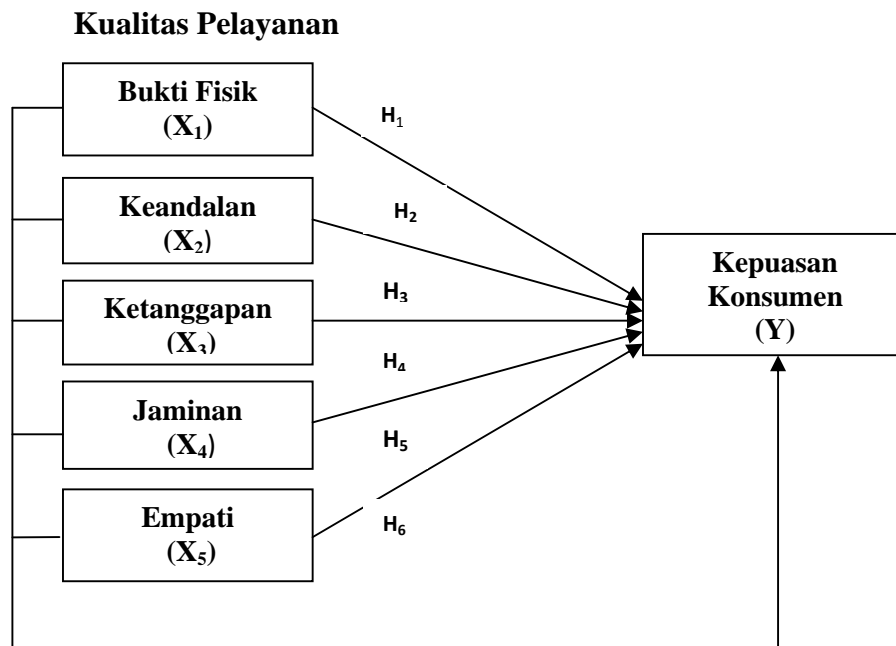 Kualitas Pelayanan
Bukti Fisik
(X₁)
Keandalan
(X₂)
Ketanggapan
(X₃)
Jaminan
(X₄)
Empati
(X₅)
H₁
H₂
H₃
H₄
H₅
H₆
Kepuasan
Konsumen
(Y)